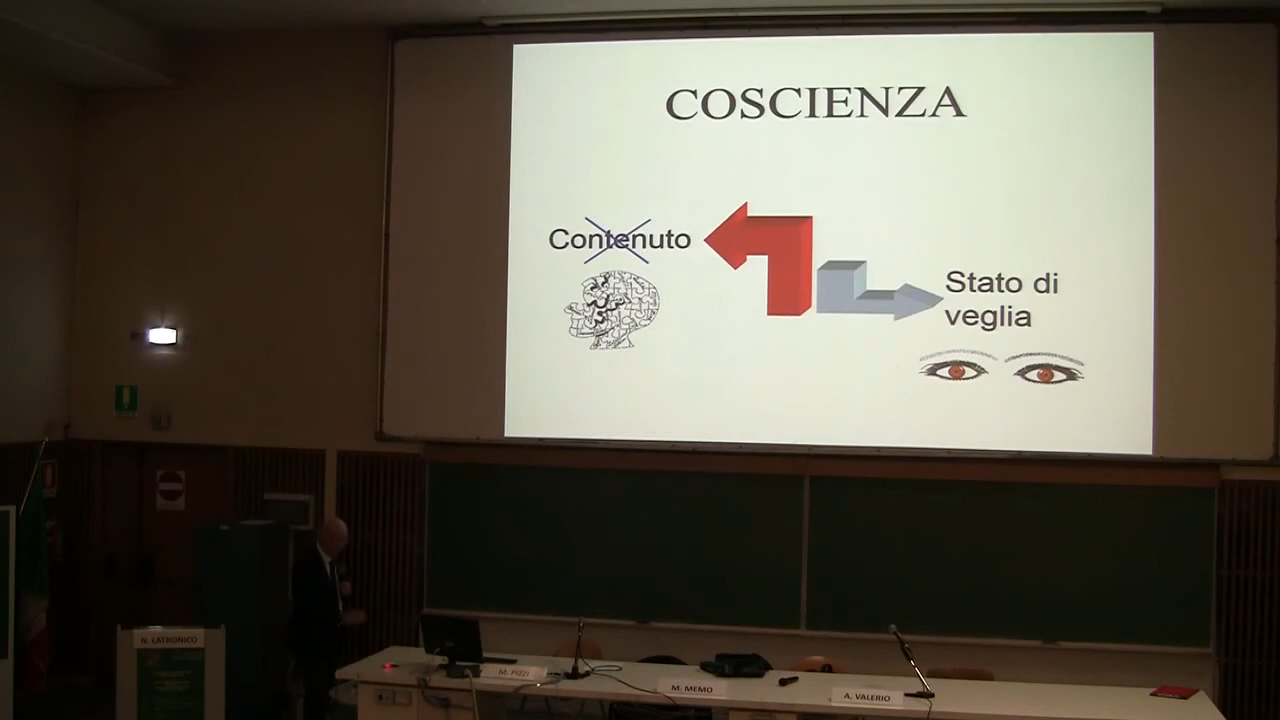 COSCIENZA
Contenuto
Stato di
veglia
N. LATRONICO
M. PIZZI
M. MEMO
A. VALERIO